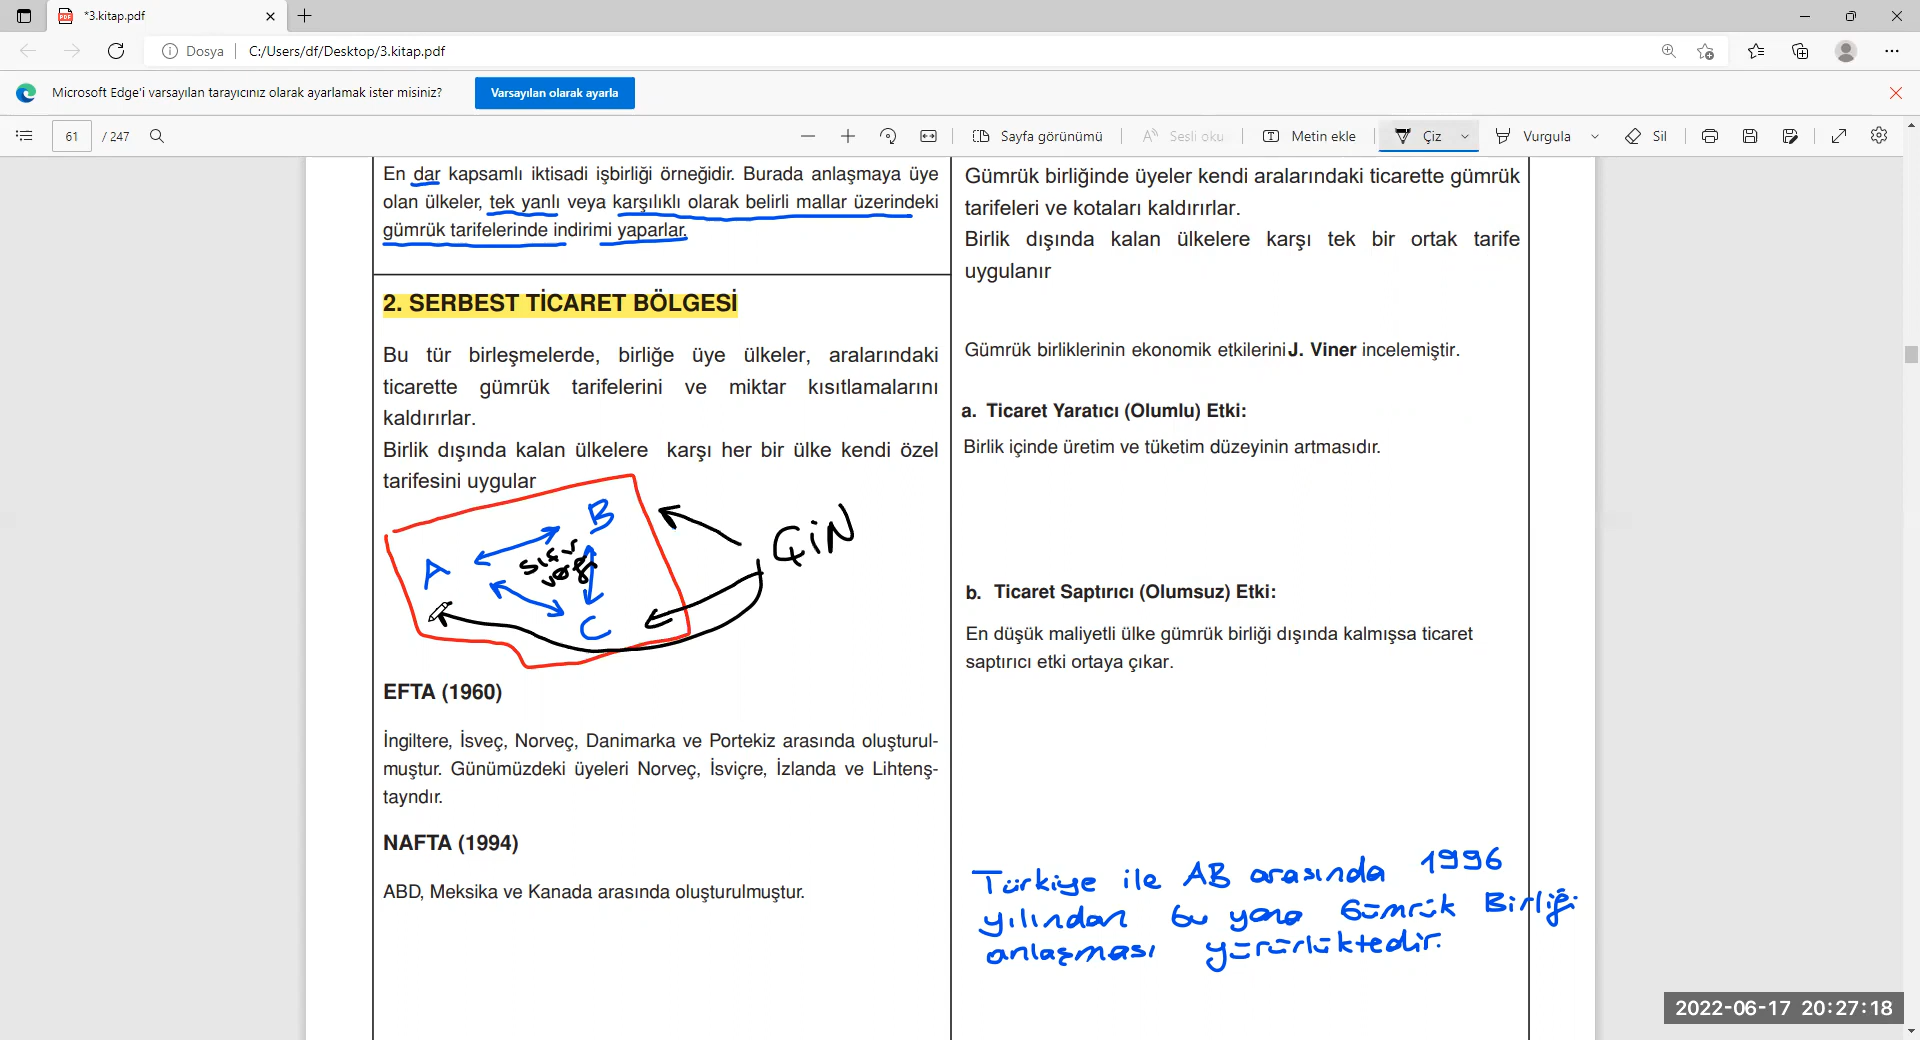 *3.kitap.pdf
Dosya
C:/Users/df/Desktop/3.kitap.pdf
Microsoft Edge'i varsayılan tarayıcınız olarak ayarlamak ister misiniz?
Varsayılan olarak ayarla
61 / 247
Sayfa görünümü
Sesli oku
Metin ekle
Çiz
Vurgula
Sil
En dar kapsamlı iktisadi işbirliği örneğidir. Burada anlaşmaya üye
olan ülkeler, tek yanlı veya karşılıklı olarak belirli mallar üzerindeki
gümrük tarifelerinde indirimi yaparlar.
2. SERBEST TİCARET BÖLGESİ
Bu tür birleşmelerde, birliğe üye ülkeler, aralarındaki
ticarette gümrük tarifelerini ve miktar kısıtlamalarını
kaldırırlar.
Birlik dışında kalan ülkelere karşı her bir ülke kendi özel
tarifesini uygular
A
B
C
sıfır
vergi
ÇİN
EFTA (1960)
İngiltere, İsveç, Norveç, Danimarka ve Portekiz arasında oluşturul-
muştur. Günümüzdeki üyeleri Norveç, İsviçre, İzlanda ve Lihtenş-
tayndır.
NAFTA (1994)
ABD, Meksika ve Kanada arasında oluşturulmuştur.
Gümrük birliğinde üyeler kendi aralarındaki ticarette gümrük
tarifeleri ve kotaları kaldırırlar.
Birlik dışında kalan ülkelere karşı tek bir ortak tarife
uygulanır
Gümrük birliklerinin ekonomik etkilerini J. Viner incelemiştir.
a. Ticaret Yaratıcı (Olumlu) Etki:
Birlik içinde üretim ve tüketim düzeyinin artmasıdır.
b. Ticaret Saptırıcı (Olumsuz) Etki:
En düşük maliyetli ülke gümrük birliği dışında kalmışsa ticaret
saptırıcı etki ortaya çıkar.
Türkiye ile AB arasında 1996
yılından bu yana Gümrük Birliği
anlaşması yürürlüktedir.
2022-06-17 20:27:18